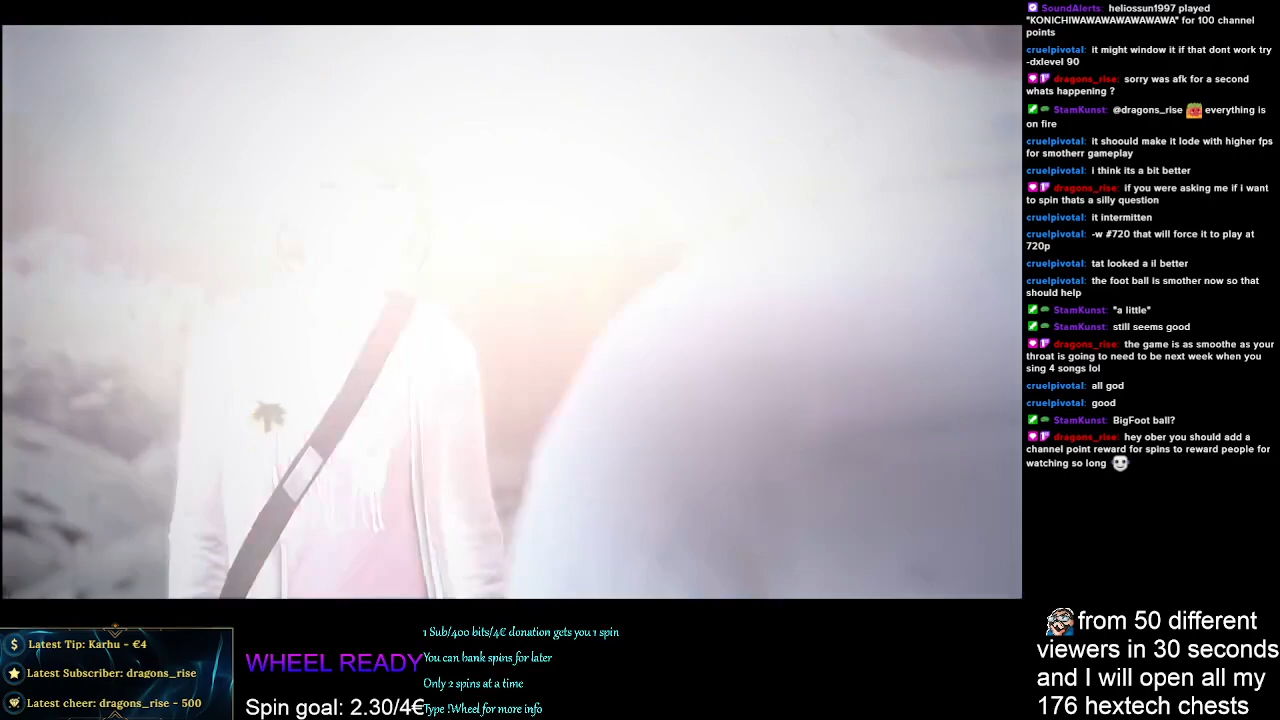 SoundAlerts: heliossun1997 played
"KONICHIWAWAWAWAWAWAWA" for 100 channel
points
cruelpivotal: it might window it if that dont work try
-dxlevel 90
dragons_rise: sorry was afk for a second
whats happening ?
StamKunst: @dragons_rise everything is
on fire
cruelpivotal: it shoould make it lode with higher fps
for smotherr gameplay
cruelpivotal: i think its a bit better
dragons_rise: if you were asking me if i want
to spin thats a silly question
cruelpivotal: it intermitten
cruelpivotal: -w #720 that will force it to play at
720p
cruelpivotal: tat looked a il better
cruelpivotal: the foot ball is smother now so that
should help
StamKunst: "a little"
StamKunst: still seems good
dragons_rise: the game is as smoothe as your
throat is going to need to be next week when you
sing 4 songs lol
cruelpivotal: all god
cruelpivotal: good
StamKunst: BigFoot ball?
dragons_rise: hey ober you should add a
channel point reward for spins to reward people for
watching so long
Latest Tip: Karhu - €4
Latest Subscriber: dragons_rise
Latest cheer: dragons_rise - 500
WHEEL READY
Spin goal: 2.30/4€
1 Sub/400 bits/4€ donation gets you 1 spin
You can bank spins for later
Only 2 spins at a time
Type !Wheel for more info
from 50 different
viewers in 30 seconds
and I will open all my
176 hextech chests